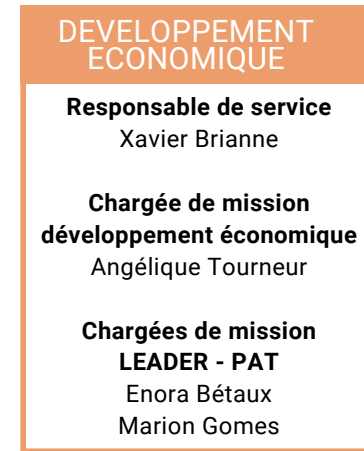 DEVELOPPEMENT
ECONOMIQUE
Responsable de service
Xavier Brianne
Chargée de mission
développement économique
Angélique Tourneur
Chargées de mission
LEADER - PAT
Enora Bétaux
Marion Gomes